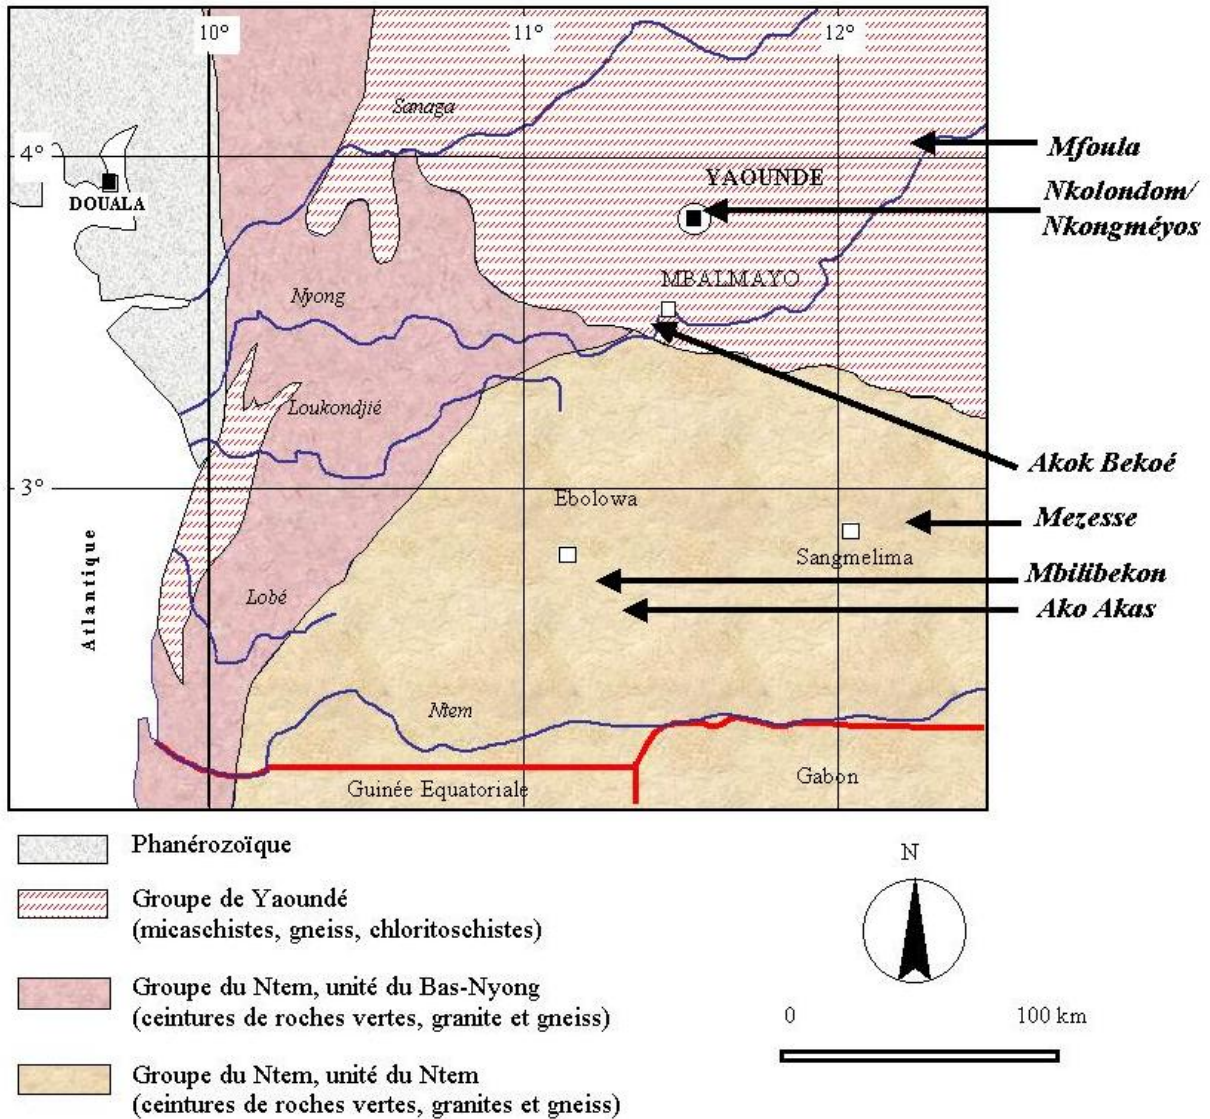 10°
11°
12°
Sanaga
4°
Mfoula
YAOUNDE
Nkolondom/
Nkongméyos
DOUALA
MBALMAYO
Nyong
Loukondjié
Akok Bekoé
3°
Ebolowa
Mezesse
Sangmelima
Atlantique
Lobé
Mbilibekon
Ako Akas
Ntem
Guinée Equatoriale
Gabon
Phanérozoïque
Groupe de Yaoundé
(micaschistes, gneiss, chloritoschistes)
Groupe du Ntem, unité du Bas-Nyong
(ceintures de roches vertes, granite et gneiss)
Groupe du Ntem, unité du Ntem
(ceintures de roches vertes, granites et gneiss)
N
0 100 km